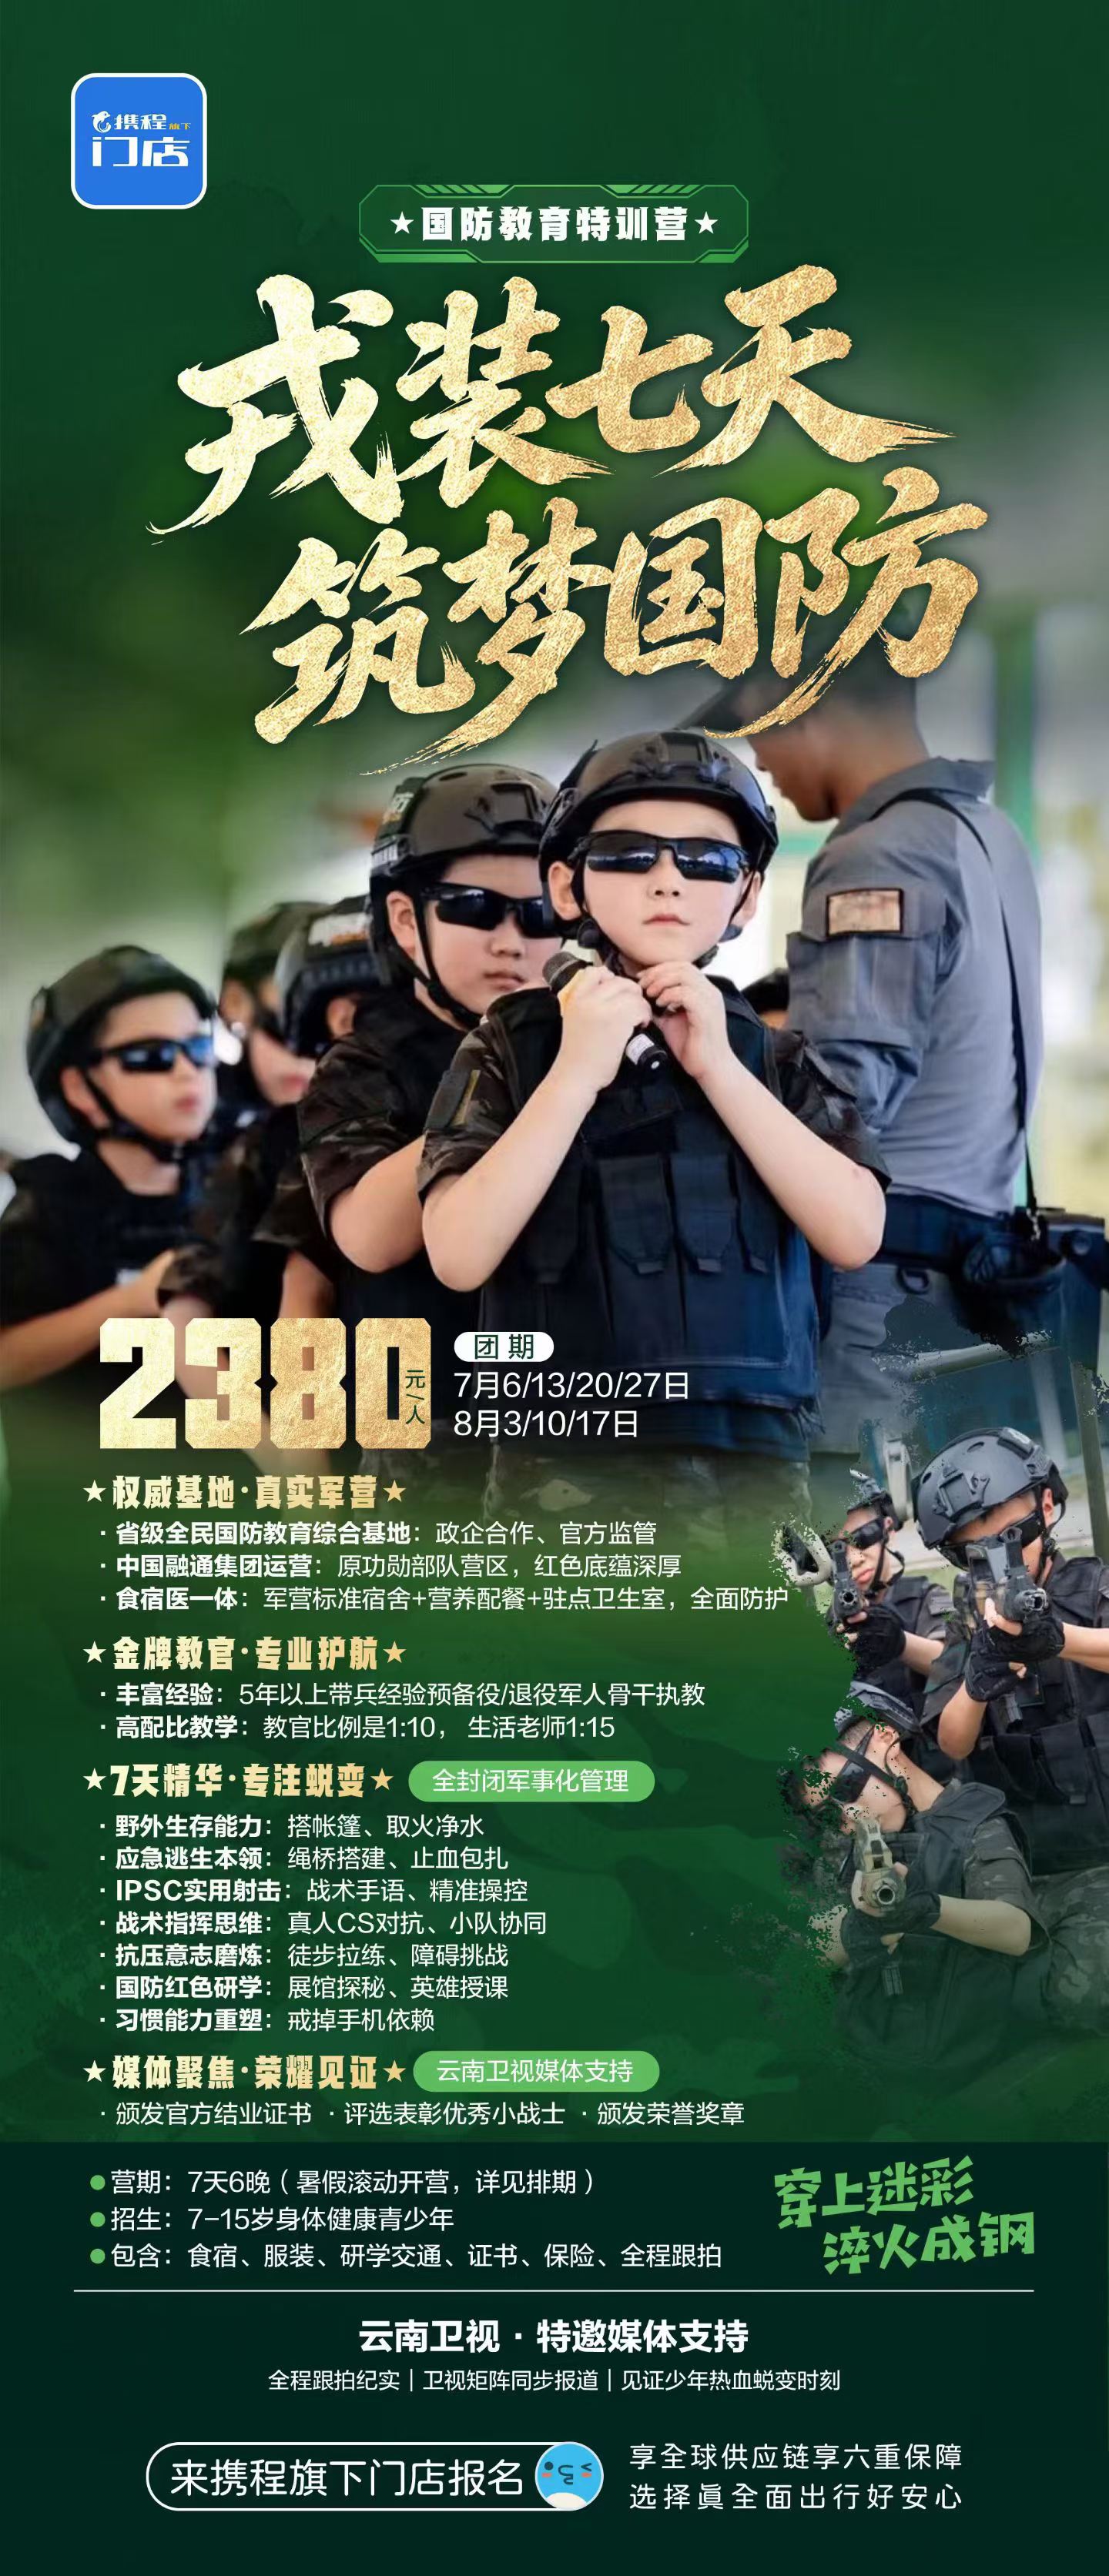 携程旗下
门店
★国防教育特训营★
戎装七天
筑梦国防
2380元/人
团期
7月6/13/20/27日
8月3/10/17日
★权威基地·真实军营★
· 省级全民国防教育综合基地：政企合作、官方监管
· 中国融通集团运营：原功勋部队营区，红色底蕴深厚
· 食宿医一体：军营标准宿舍+营养配餐+驻点卫生室，全面防护
★金牌教官·专业护航★
· 丰富经验：5年以上带兵经验预备役/退役军人骨干执教
· 高配比教学：教官比例是1:10，生活老师1:15
★7天精华·专注蜕变★ 全封闭军事化管理
· 野外生存能力：搭帐篷、取火净水
· 应急逃生本领：绳桥搭建、止血包扎
· IPSC实用射击：战术手语、精准操控
· 战术指挥思维：真人CS对抗、小队协同
· 抗压意志磨炼：徒步拉练、障碍挑战
· 国防红色研学：展馆探秘、英雄授课
· 习惯能力重塑：戒掉手机依赖
★媒体聚焦·荣耀见证★ 云南卫视媒体支持
· 颁发官方结业证书 · 评选表彰优秀小战士 · 颁发荣誉奖章
●营期：7天6晚（暑假滚动开营，详见排期）
●招生：7-15岁身体健康青少年
●包含：食宿、服装、研学交通、证书、保险、全程跟拍
穿上迷彩
淬火成钢
云南卫视·特邀媒体支持
全程跟拍纪实｜卫视矩阵同步报道｜见证少年热血蜕变时刻
来携程旗下门店报名
享全球供应链享六重保障
选择眞全面出行好安心